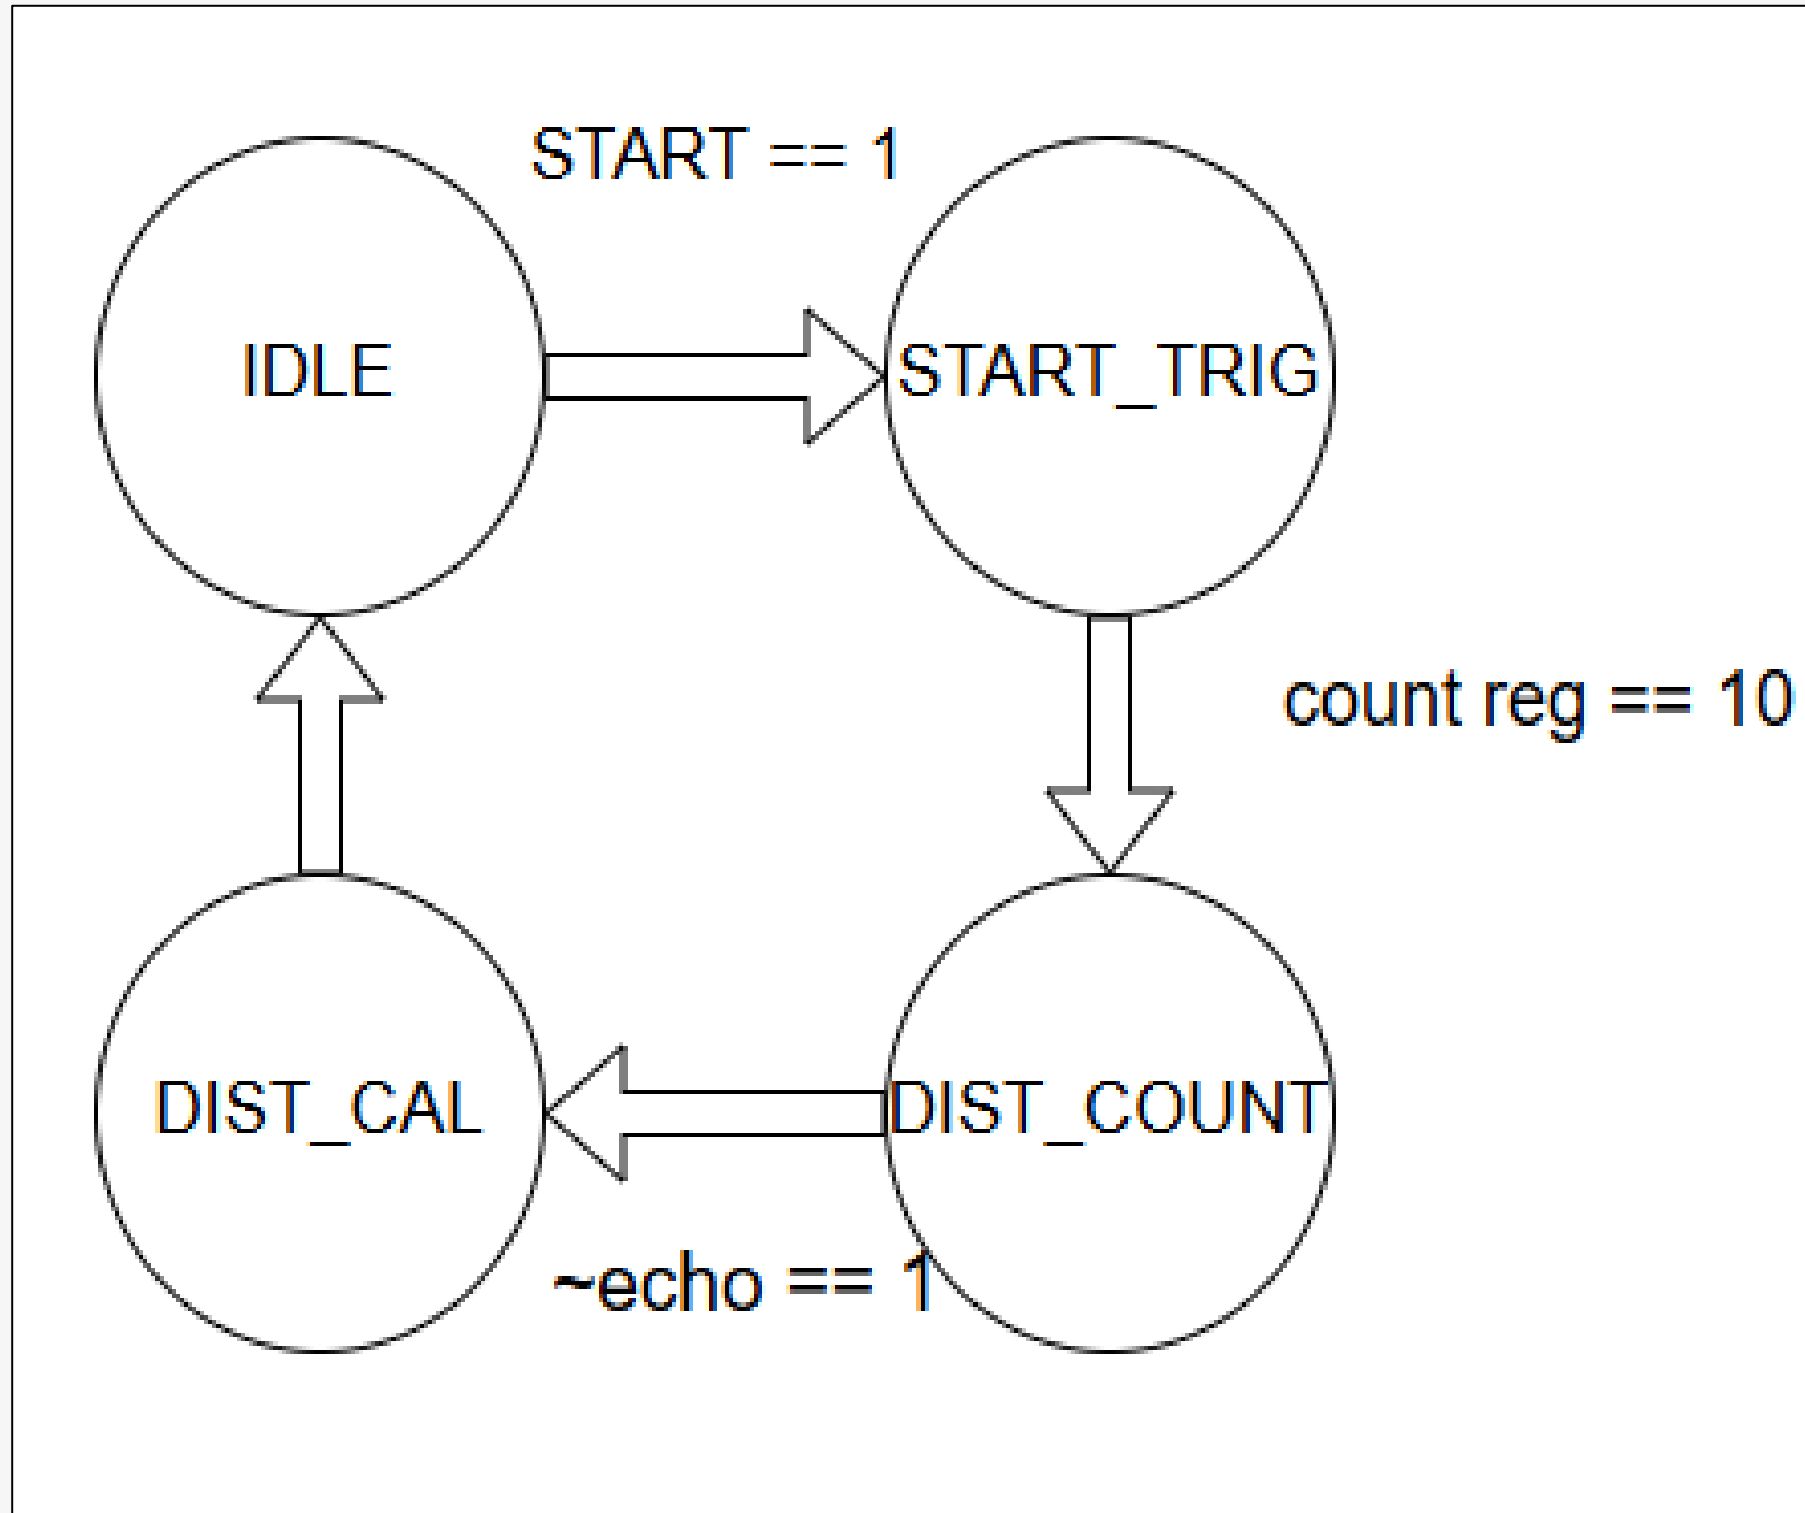 START == 1
IDLE
START_TRIG
count reg == 10
DIST_CAL
DIST_COUNT
~echo == 1